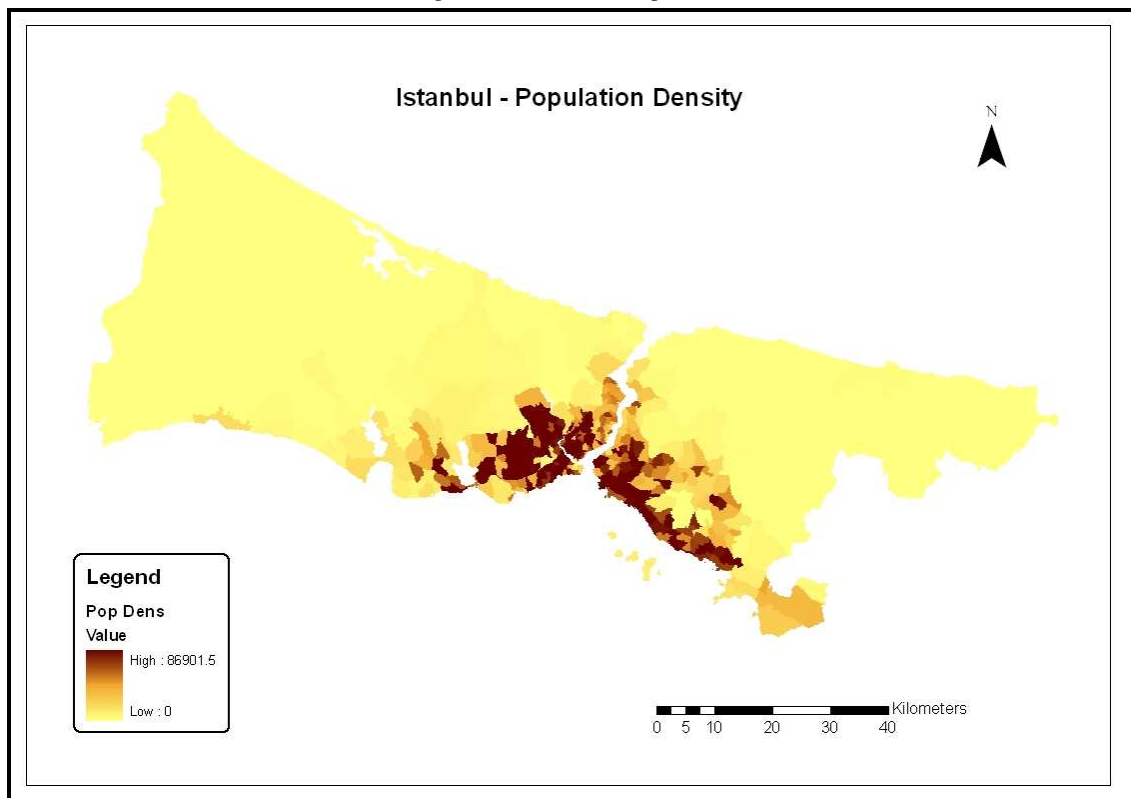 Istanbul - Population Density
N
Legend
Pop Dens
Value
High : 86901.5
Low : 0
Kilometers
0 5 10 20 30 40